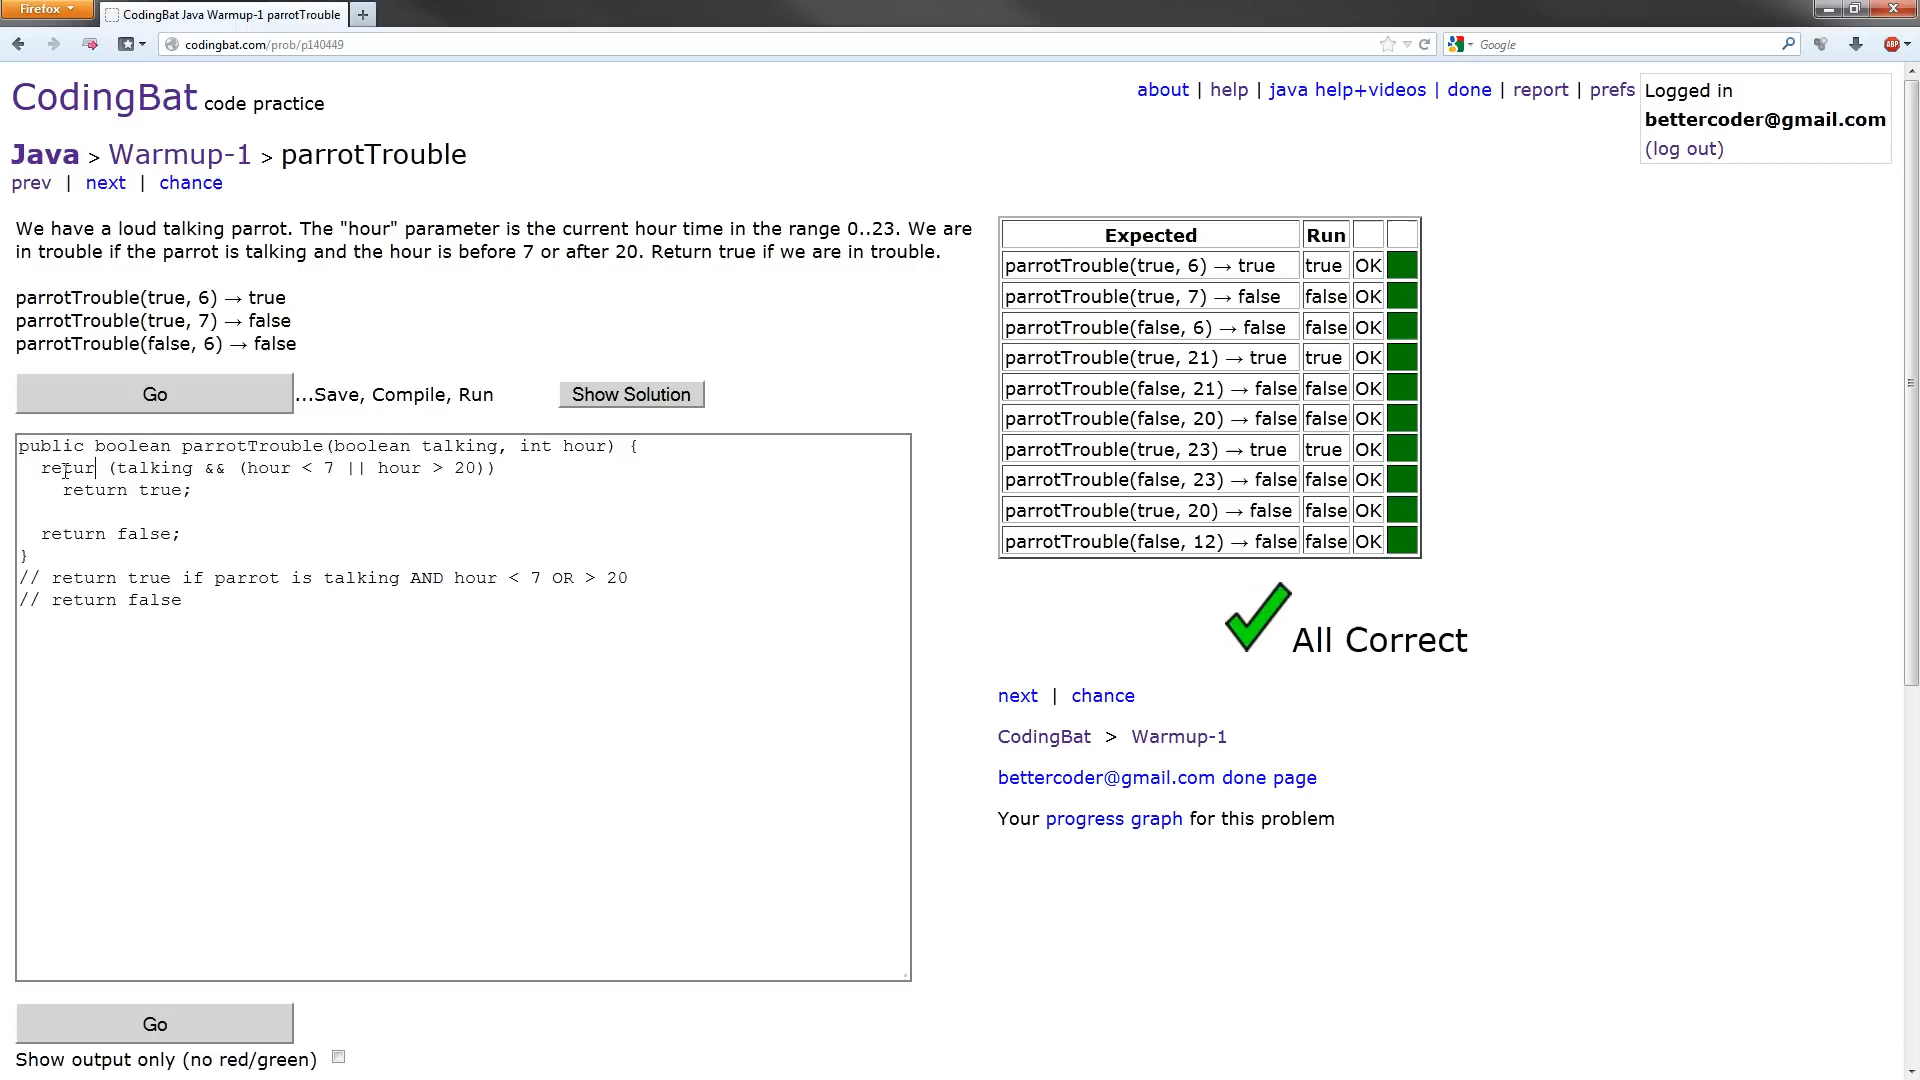 Firefox
CodingBat Java Warmup-1 parrotTrouble
codingbat.com/prob/p140449
Google
ABP
CodingBat code practice
about | help | java help+videos | done | report | prefs
Logged in
bettercoder@gmail.com
(log out)
Java > Warmup-1 > parrotTrouble
prev | next | chance
We have a loud talking parrot. The "hour" parameter is the current hour time in the range 0..23. We are
in trouble if the parrot is talking and the hour is before 7 or after 20. Return true if we are in trouble.
parrotTrouble(true, 6) → true
parrotTrouble(true, 7) → false
parrotTrouble(false, 6) → false
Go ...Save, Compile, Run Show Solution
public boolean parrotTrouble(boolean talking, int hour) {
retur (talking && (hour < 7 || hour > 20))
return true;
return false;
}
// return true if parrot is talking AND hour < 7 OR > 20
// return false
Go
Show output only (no red/green)
Expected Run
parrotTrouble(true, 6) → true true OK
parrotTrouble(true, 7) → false false OK
parrotTrouble(false, 6) → false false OK
parrotTrouble(true, 21) → true true OK
parrotTrouble(false, 21) → false false OK
parrotTrouble(false, 20) → false false OK
parrotTrouble(true, 23) → true true OK
parrotTrouble(false, 23) → false false OK
parrotTrouble(true, 20) → false false OK
parrotTrouble(false, 12) → false false OK
All Correct
next | chance
CodingBat > Warmup-1
bettercoder@gmail.com done page
Your progress graph for this problem